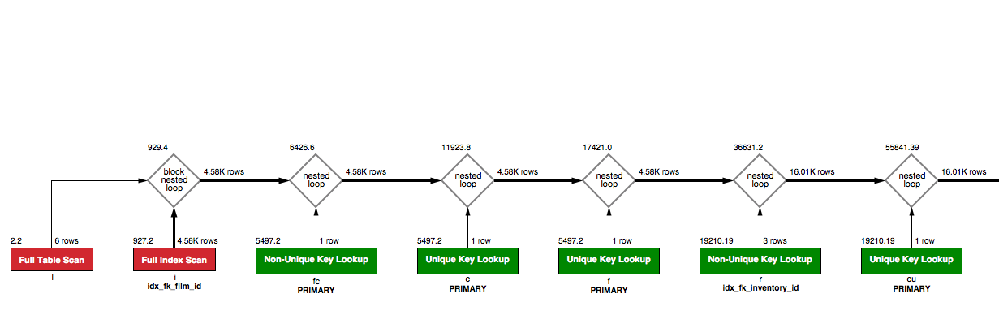 929.4
6426.6
11923.8
17421.0
36631.2
55841.39
block
nested
loop
4.58K rows
nested
loop
4.58K rows
nested
loop
4.58K rows
nested
loop
4.58K rows
nested
loop
16.01K rows
nested
loop
16.01K rows
2.2
6 rows
927.2
4.58K rows
5497.2
1 row
5497.2
1 row
5497.2
1 row
19210.19
3 rows
19210.19
1 row
Full Table Scan
Full Index Scan
Non-Unique Key Lookup
Unique Key Lookup
Unique Key Lookup
Non-Unique Key Lookup
Unique Key Lookup
l
i
idx_fk_film_id
fc
PRIMARY
c
PRIMARY
f
PRIMARY
r
idx_fk_inventory_id
cu
PRIMARY